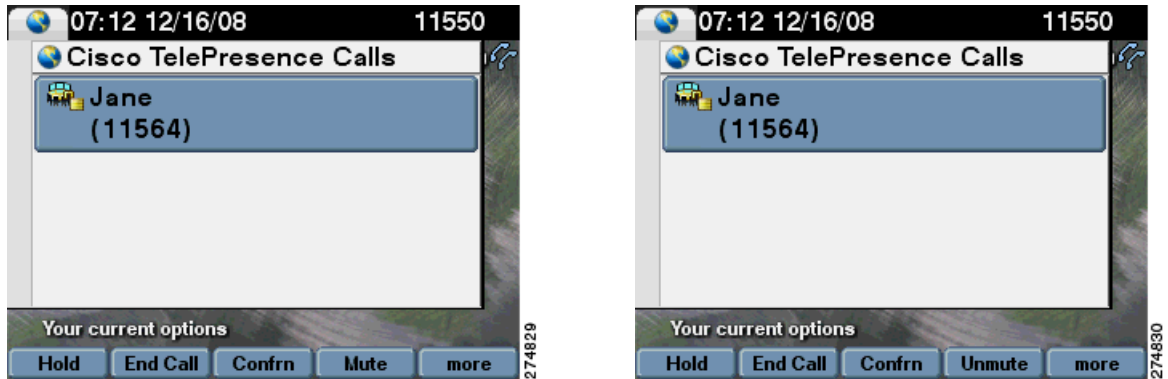 07:12 12/16/08 11550
Cisco TelePresence Calls
Jane
(11564)
Your current options
Hold End Call Confrn Mute more
274829
07:12 12/16/08 11550
Cisco TelePresence Calls
Jane
(11564)
Your current options
Hold End Call Confrn Unmute more
274830